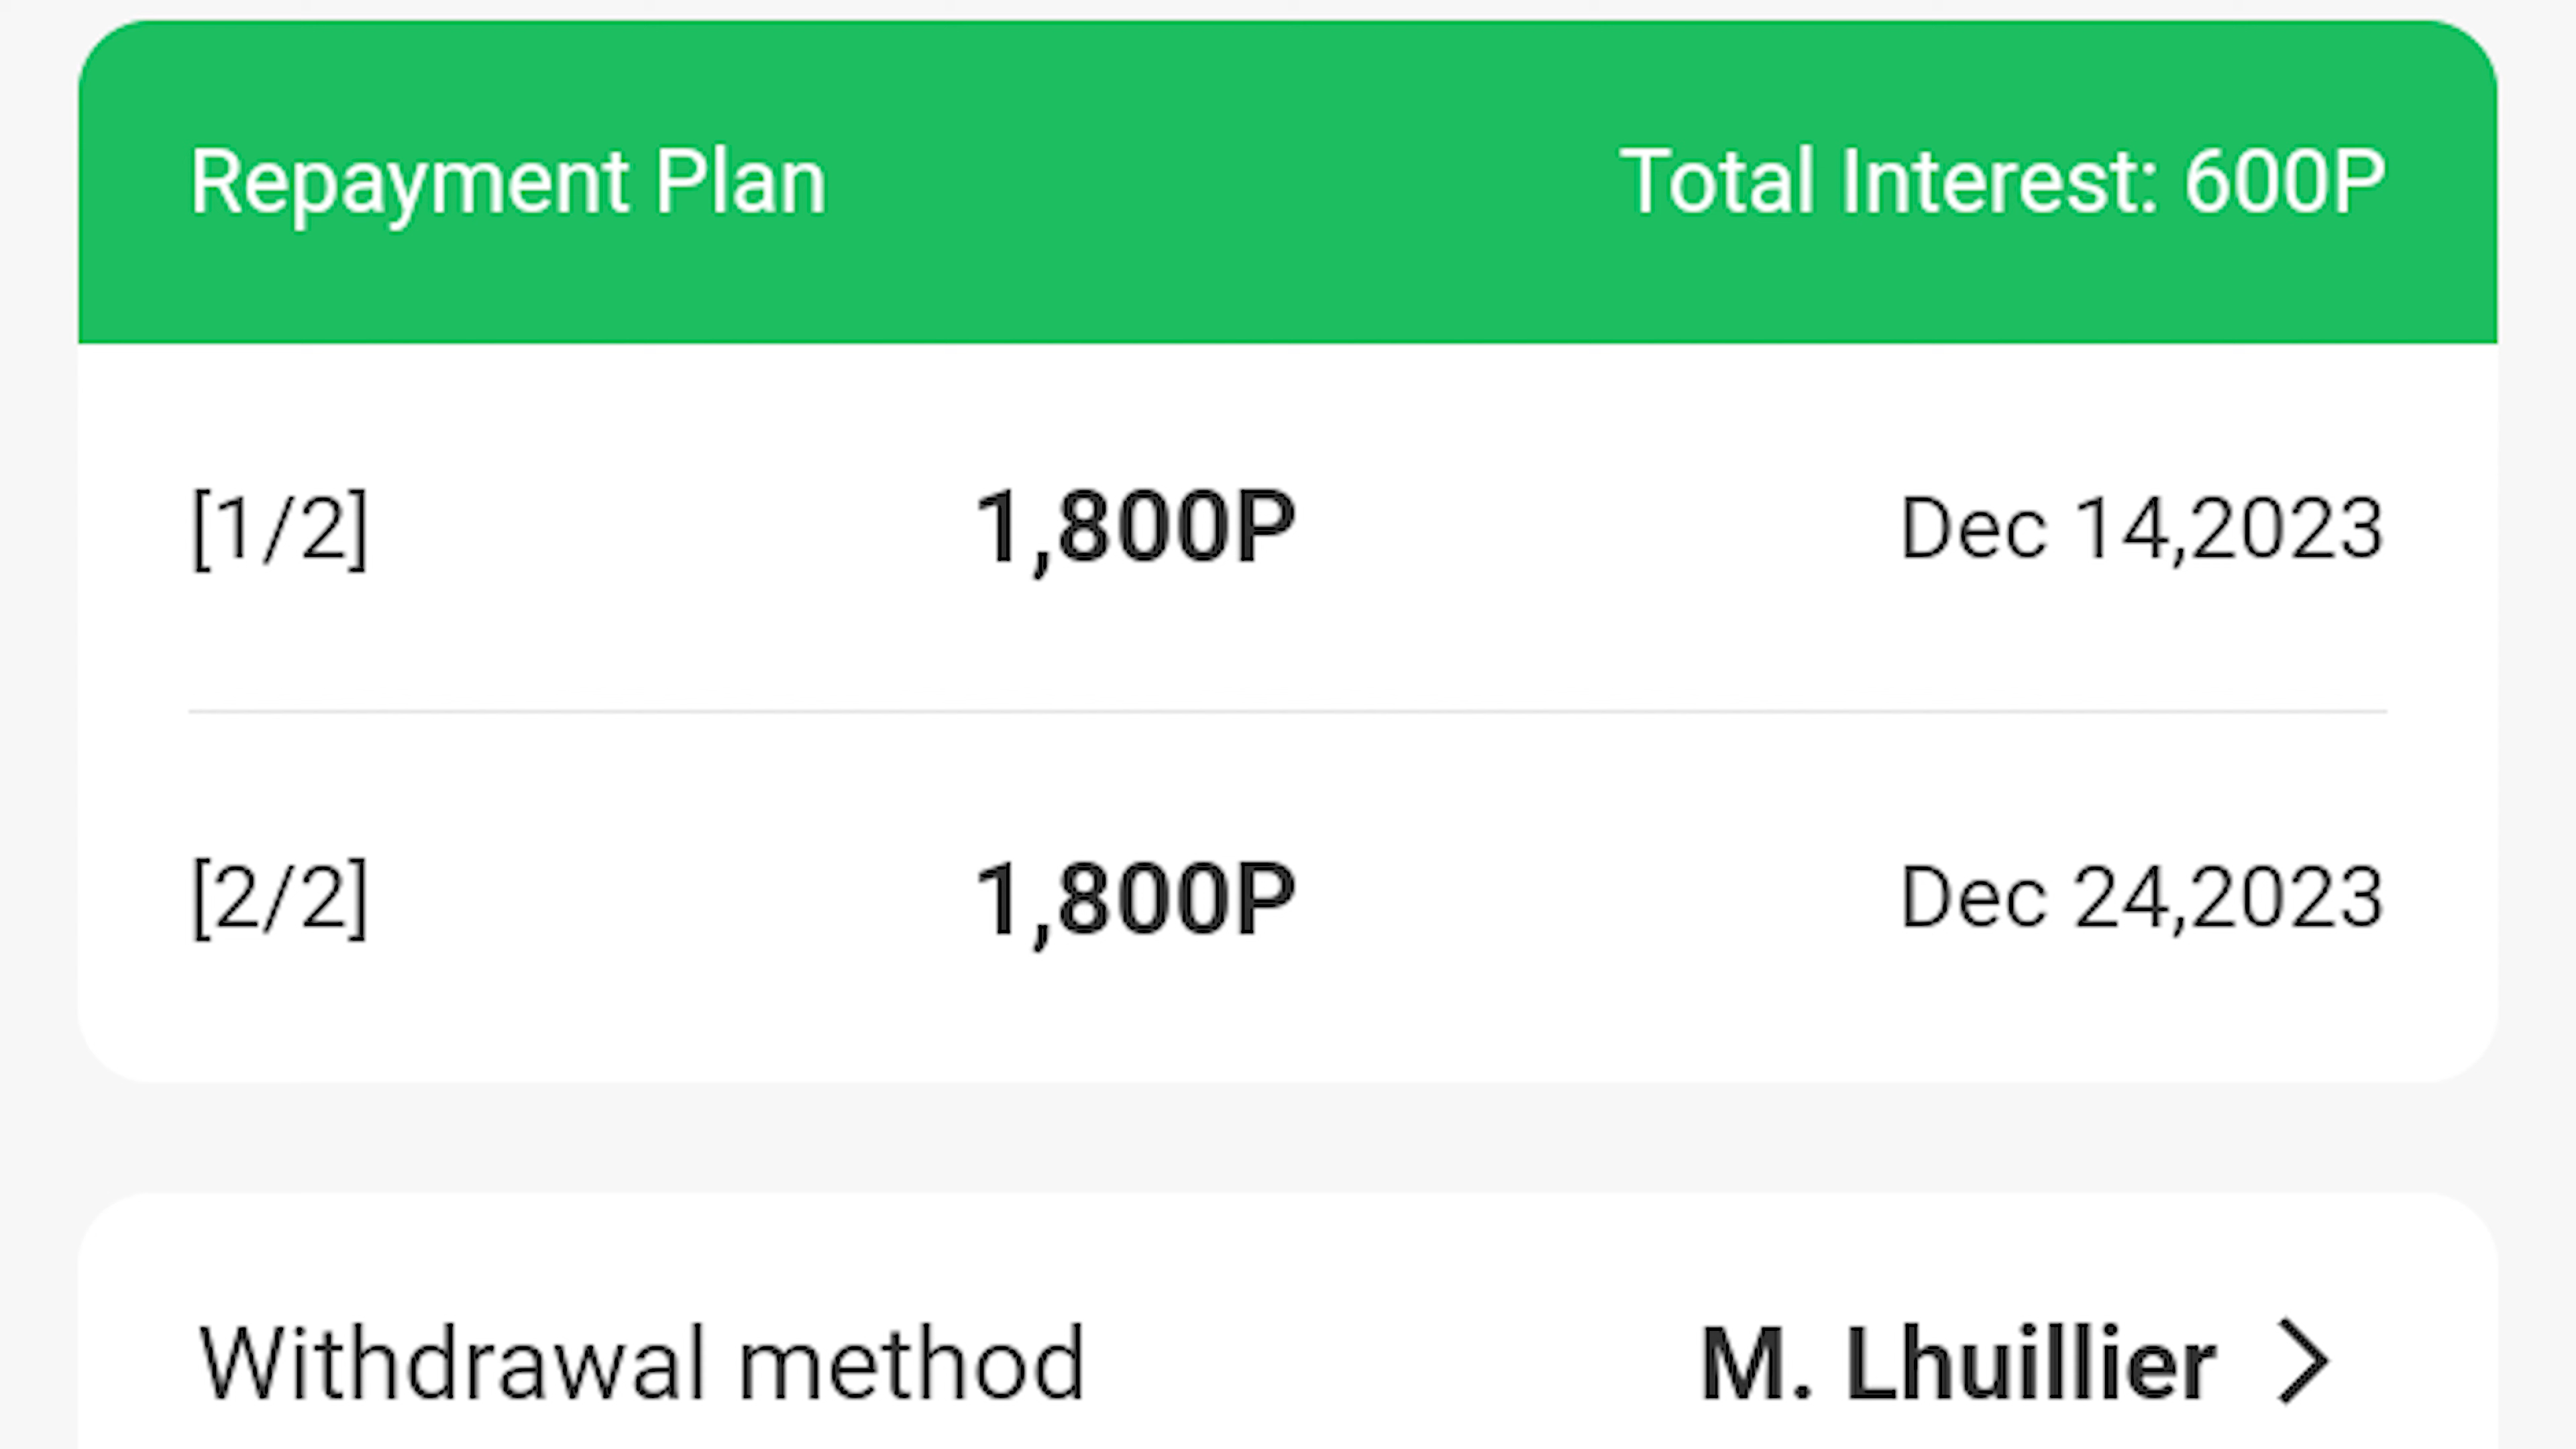 Repayment Plan Total Interest: 600P
[1/2] 1,800P Dec 14,2023
[2/2] 1,800P Dec 24,2023
Withdrawal method M. Lhuillier